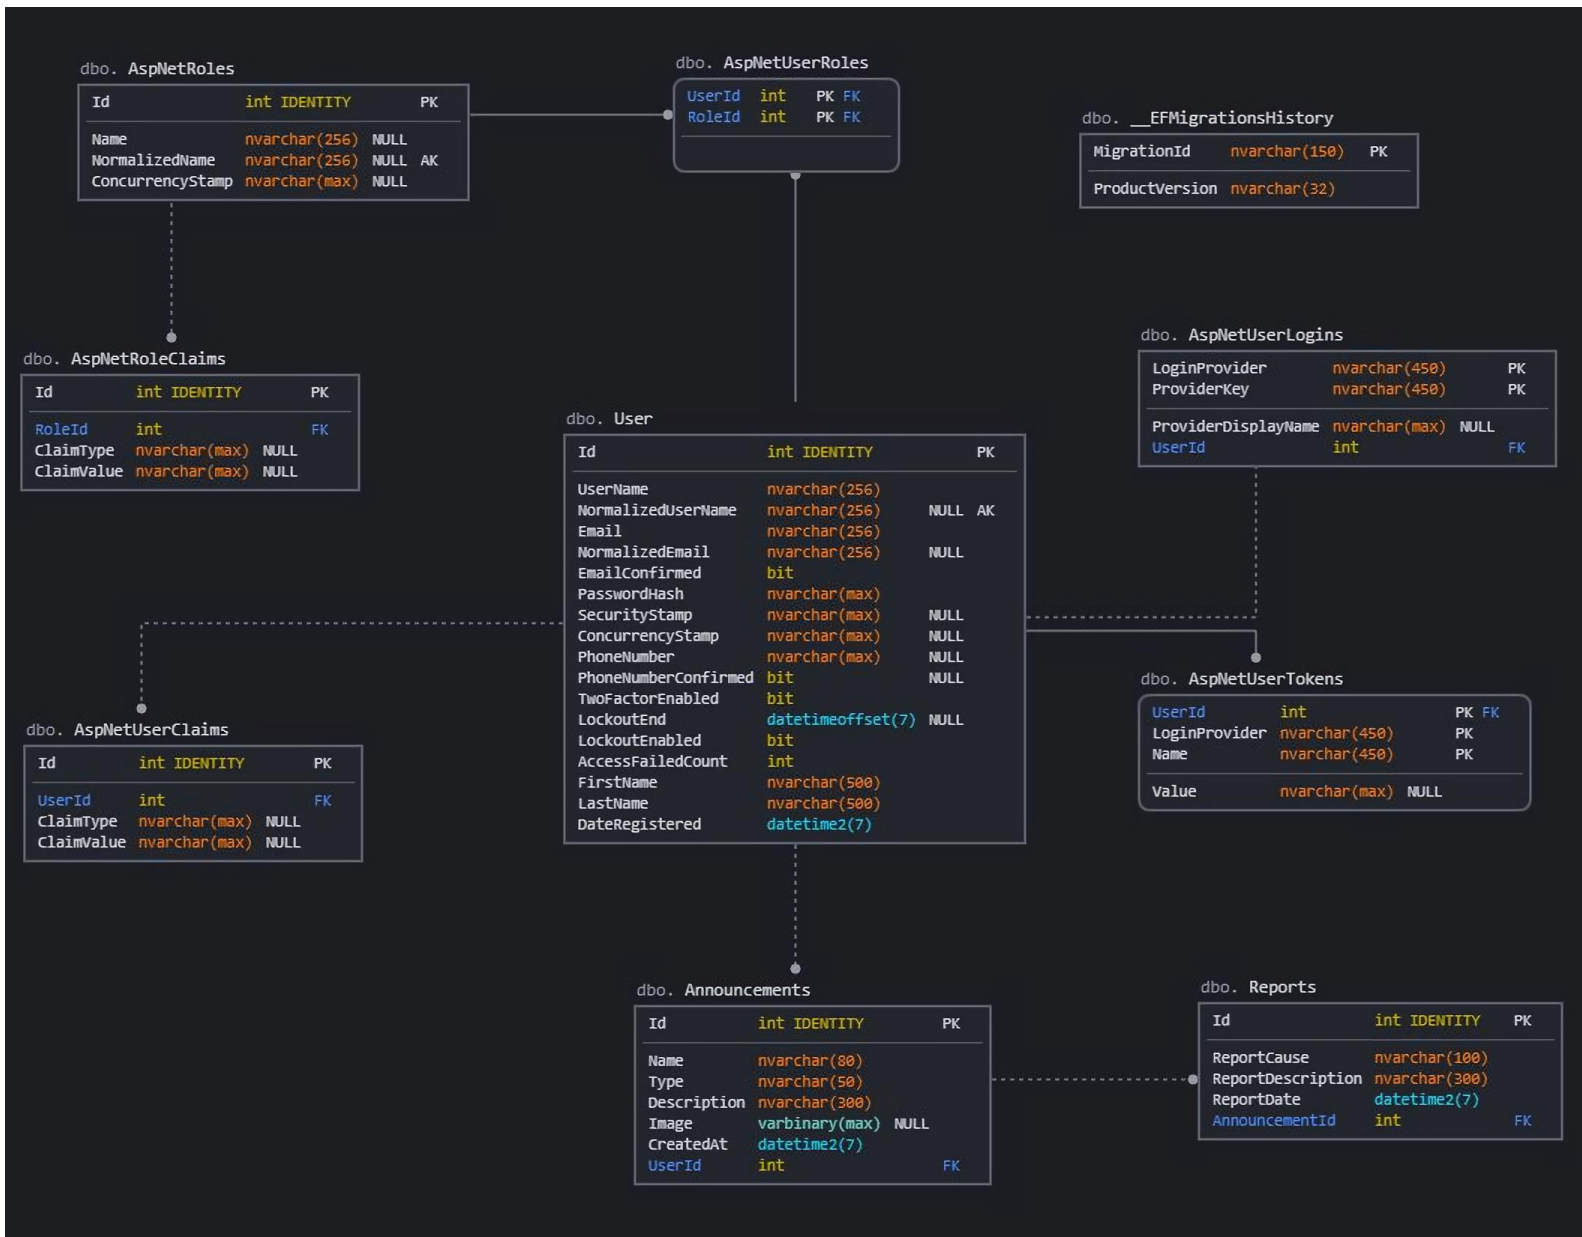 dbo. AspNetRoles
Id int IDENTITY PK
Name nvarchar(256) NULL
NormalizedName nvarchar(256) NULL AK
ConcurrencyStamp nvarchar(max) NULL
dbo. AspNetUserRoles
UserId int PK FK
RoleId int PK FK
dbo. __EFMigrationsHistory
MigrationId nvarchar(150) PK
ProductVersion nvarchar(32)
dbo. AspNetRoleClaims
Id int IDENTITY PK
RoleId int FK
ClaimType nvarchar(max) NULL
ClaimValue nvarchar(max) NULL
dbo. User
Id int IDENTITY PK
UserName nvarchar(256)
NormalizedUserName nvarchar(256) NULL AK
Email nvarchar(256)
NormalizedEmail nvarchar(256) NULL
EmailConfirmed bit
PasswordHash nvarchar(max)
SecurityStamp nvarchar(max) NULL
ConcurrencyStamp nvarchar(max) NULL
PhoneNumber nvarchar(max) NULL
PhoneNumberConfirmed bit NULL
TwoFactorEnabled bit
LockoutEnd datetimeoffset(7) NULL
LockoutEnabled bit
AccessFailedCount int
FirstName nvarchar(500)
LastName nvarchar(500)
DateRegistered datetime2(7)
dbo. AspNetUserLogins
LoginProvider nvarchar(450) PK
ProviderKey nvarchar(450) PK
ProviderDisplayName nvarchar(max) NULL
UserId int FK
dbo. AspNetUserTokens
UserId int PK FK
LoginProvider nvarchar(450) PK
Name nvarchar(450) PK
Value nvarchar(max) NULL
dbo. AspNetUserClaims
Id int IDENTITY PK
UserId int FK
ClaimType nvarchar(max) NULL
ClaimValue nvarchar(max) NULL
dbo. Announcements
Id int IDENTITY PK
Name nvarchar(80)
Type nvarchar(50)
Description nvarchar(300)
Image varbinary(max) NULL
CreatedAt datetime2(7)
UserId int FK
dbo. Reports
Id int IDENTITY PK
ReportCause nvarchar(100)
ReportDescription nvarchar(300)
ReportDate datetime2(7)
AnnouncementId int FK